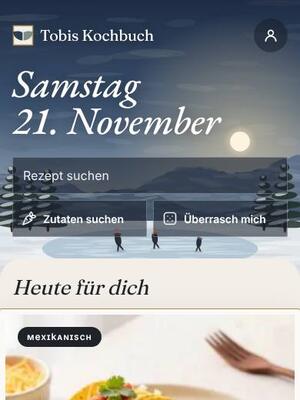 Tobis Kochbuch
Samstag
21. November
Rezept suchen
Zutaten suchen
Überrasch mich
Heute für dich
MEXIKANISCH